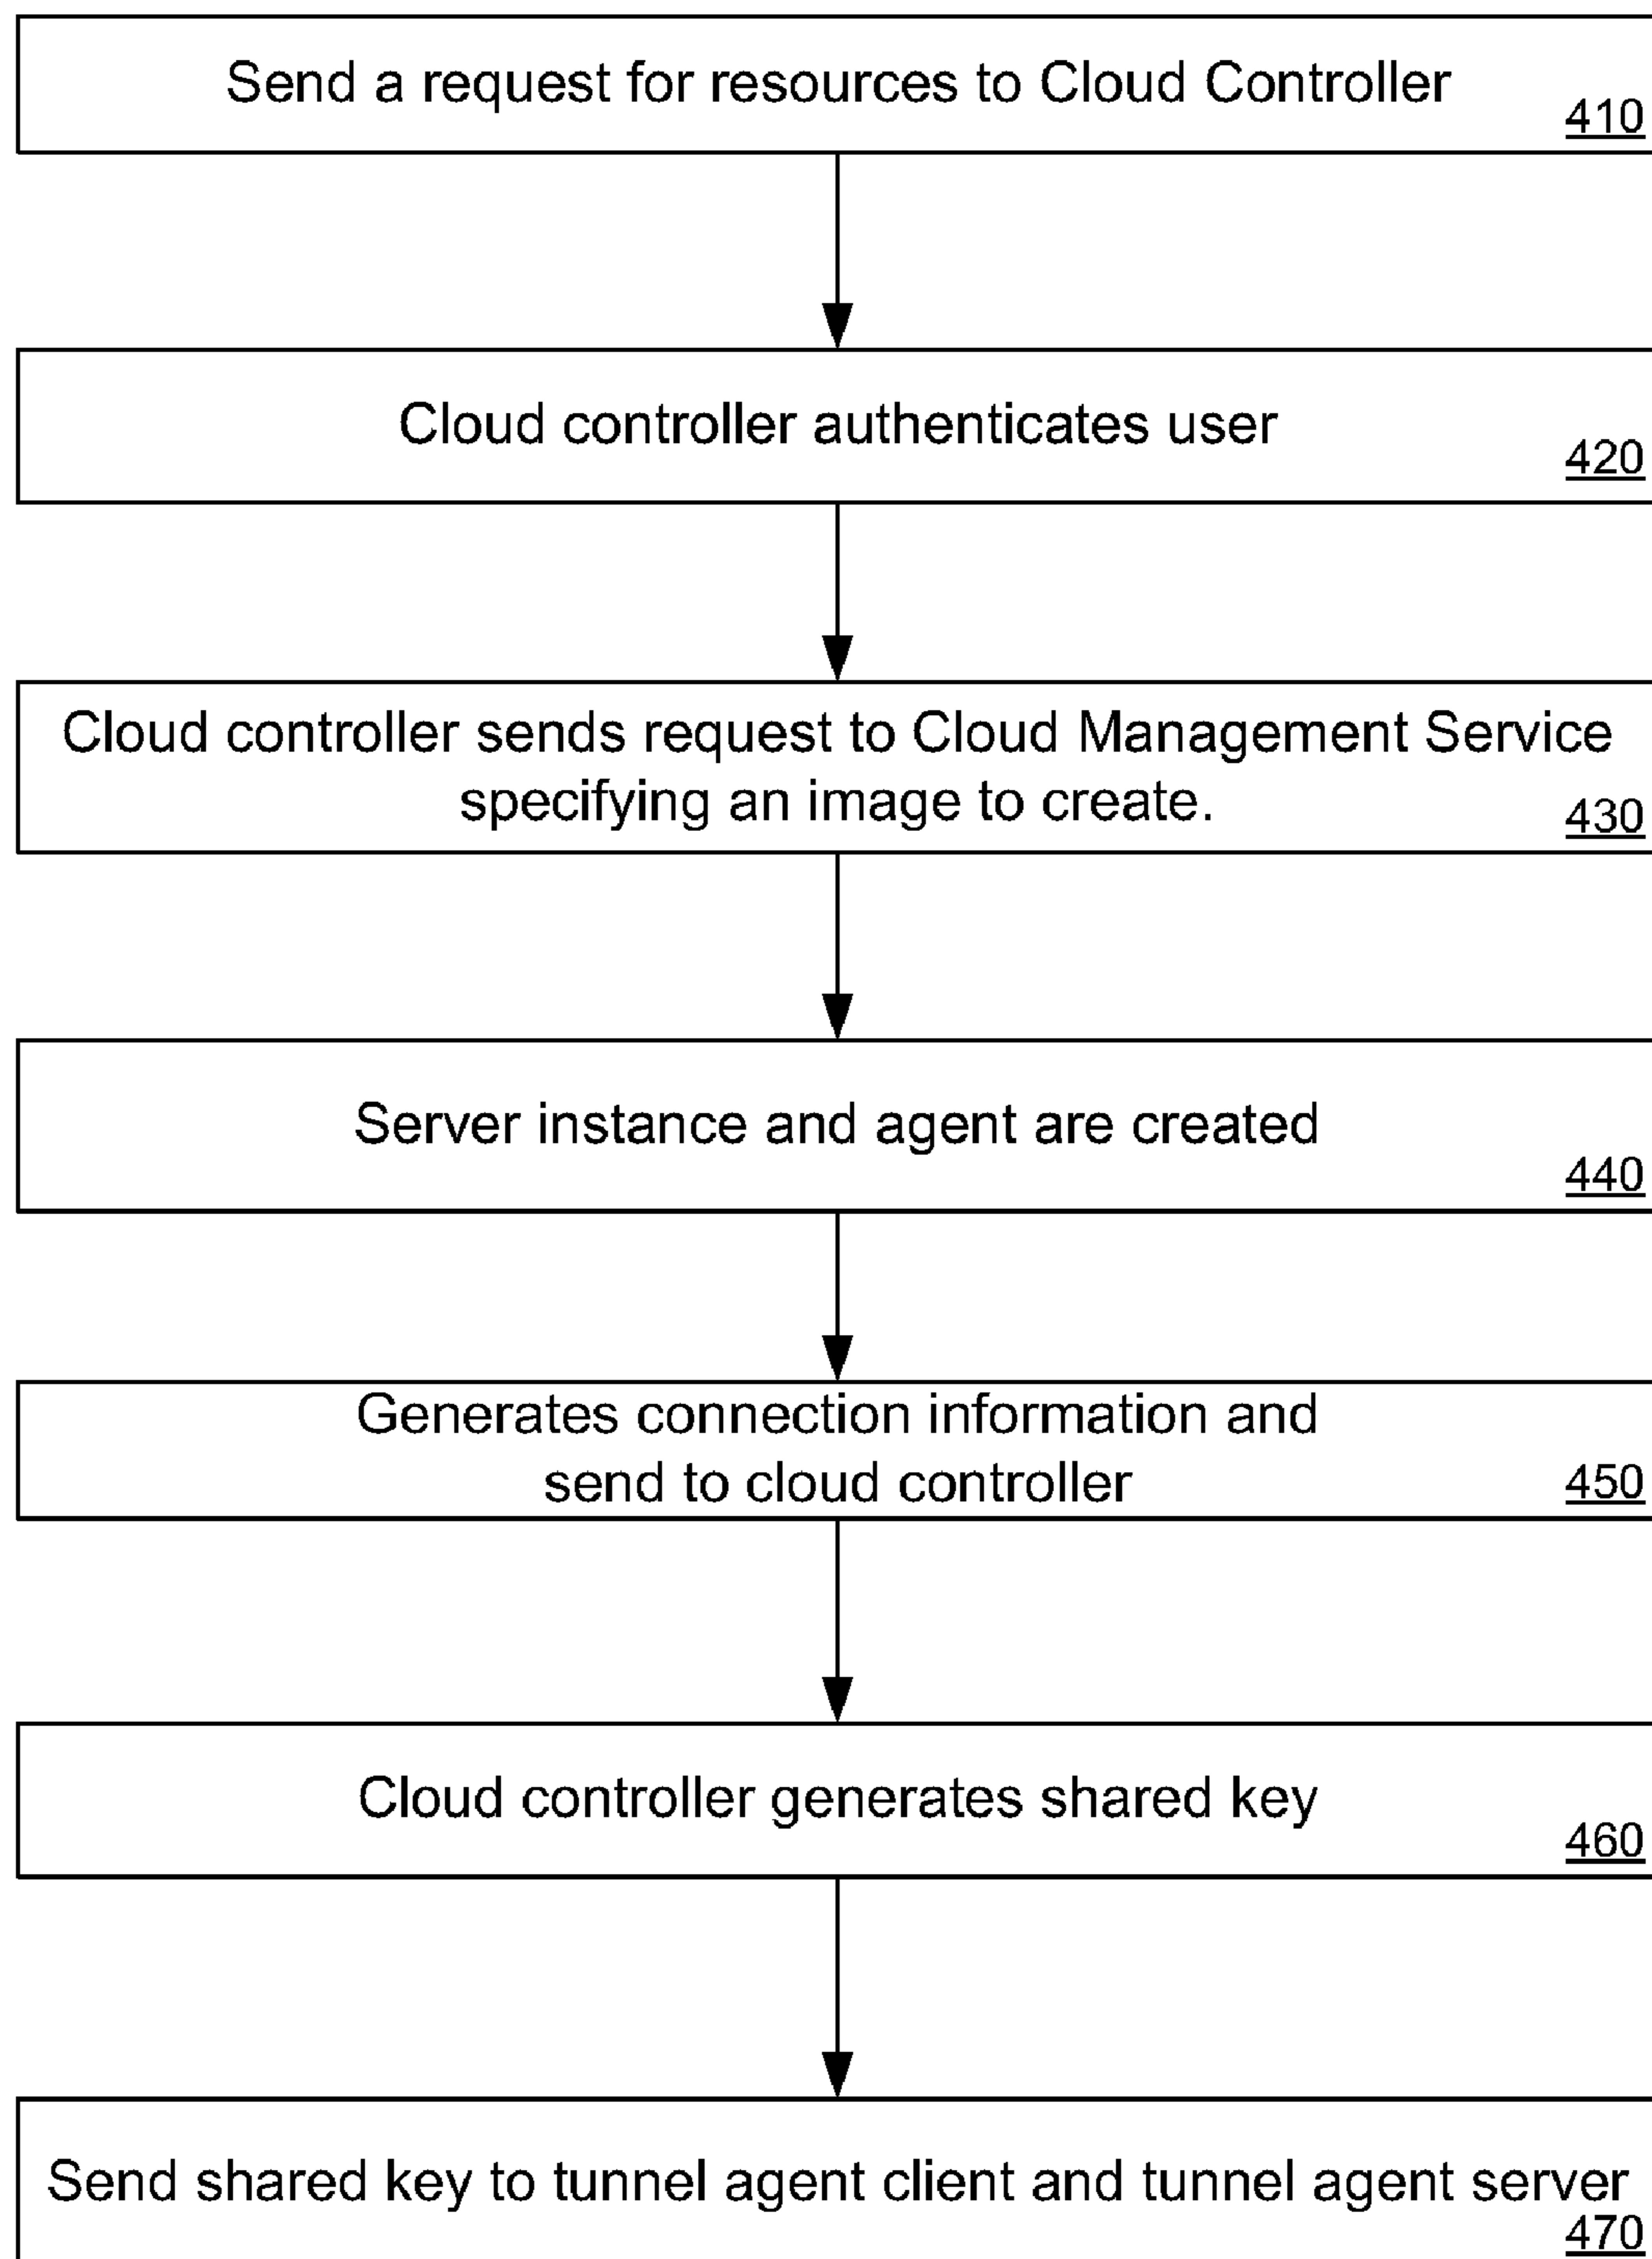 Send a request for resources to Cloud Controller
410
Cloud controller authenticates user
420
Cloud controller sends request to Cloud Management Service
specifying an image to create.
430
Server instance and agent are created
440
Generates connection information and
send to cloud controller
450
Cloud controller generates shared key
460
Send shared key to tunnel agent client and tunnel agent server
470